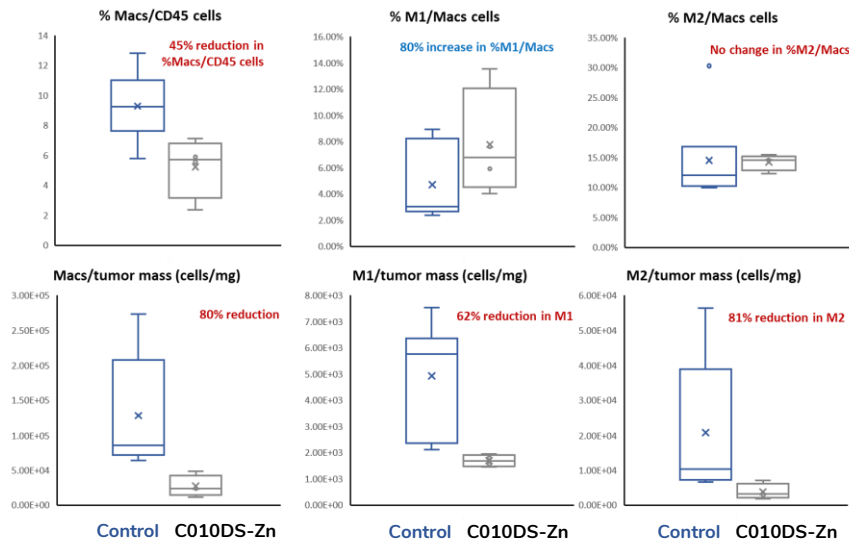 % Macs/CD45 cells
45% reduction in
%Macs/CD45 cells
14
12
10
8
6
4
2
0
% M1/Macs cells
80% increase in %M1/Macs
16.00%
14.00%
12.00%
10.00%
8.00%
6.00%
4.00%
2.00%
0.00%
% M2/Macs cells
No change in %M2/Macs
35.00%
30.00%
25.00%
20.00%
15.00%
10.00%
5.00%
0.00%
Macs/tumor mass (cells/mg)
80% reduction
3.00E+05
2.50E+05
2.00E+05
1.50E+05
1.00E+05
5.00E+04
0.00E+00
M1/tumor mass (cells/mg)
62% reduction in M1
8.00E+03
7.00E+03
6.00E+03
5.00E+03
4.00E+03
3.00E+03
2.00E+03
1.00E+03
0.00E+00
M2/tumor mass (cells/mg)
81% reduction in M2
6.00E+04
5.00E+04
4.00E+04
3.00E+04
2.00E+04
1.00E+04
0.00E+00
Control C010DS-Zn
Control C010DS-Zn
Control C010DS-Zn